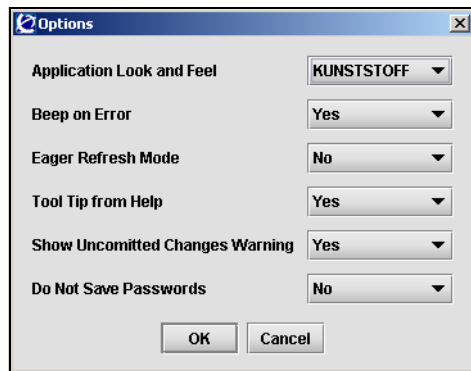 Options
Application Look and Feel KUNSTSTOFF
Beep on Error Yes
Eager Refresh Mode No
Tool Tip from Help Yes
Show Uncomitted Changes Warning Yes
Do Not Save Passwords No
OK Cancel